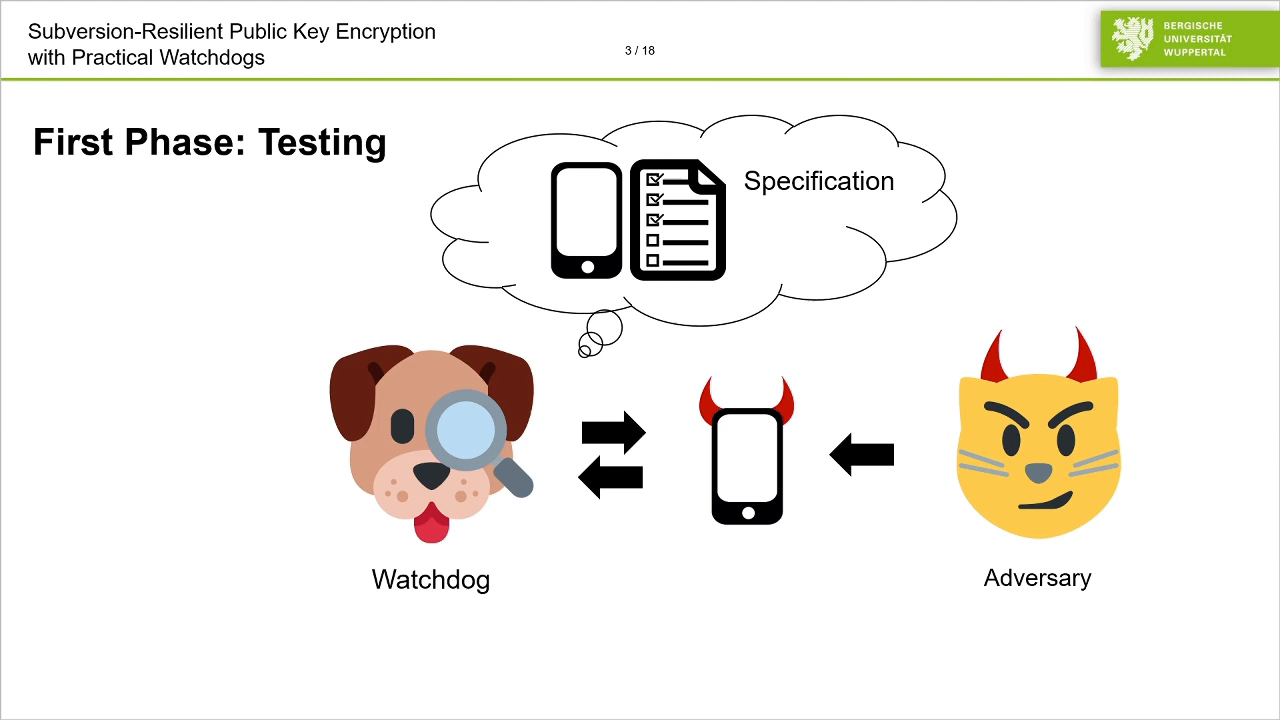 Subversion-Resilient Public Key Encryption
with Practical Watchdogs
3 / 18
BERGISCHE
UNIVERSITÄT
WUPPERTAL
First Phase: Testing
Specification
Watchdog
Adversary